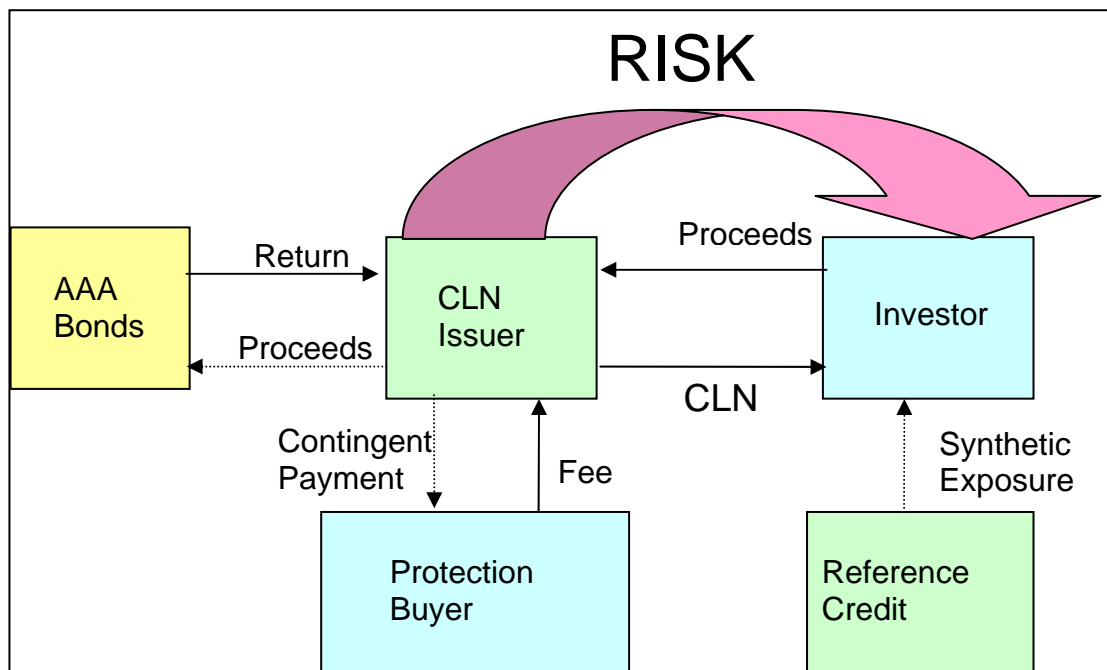 RISK
Return
Proceeds
AAA
Bonds
CLN
Issuer
Investor
Proceeds
CLN
Contingent
Payment
Fee
Synthetic
Exposure
Protection
Buyer
Reference
Credit